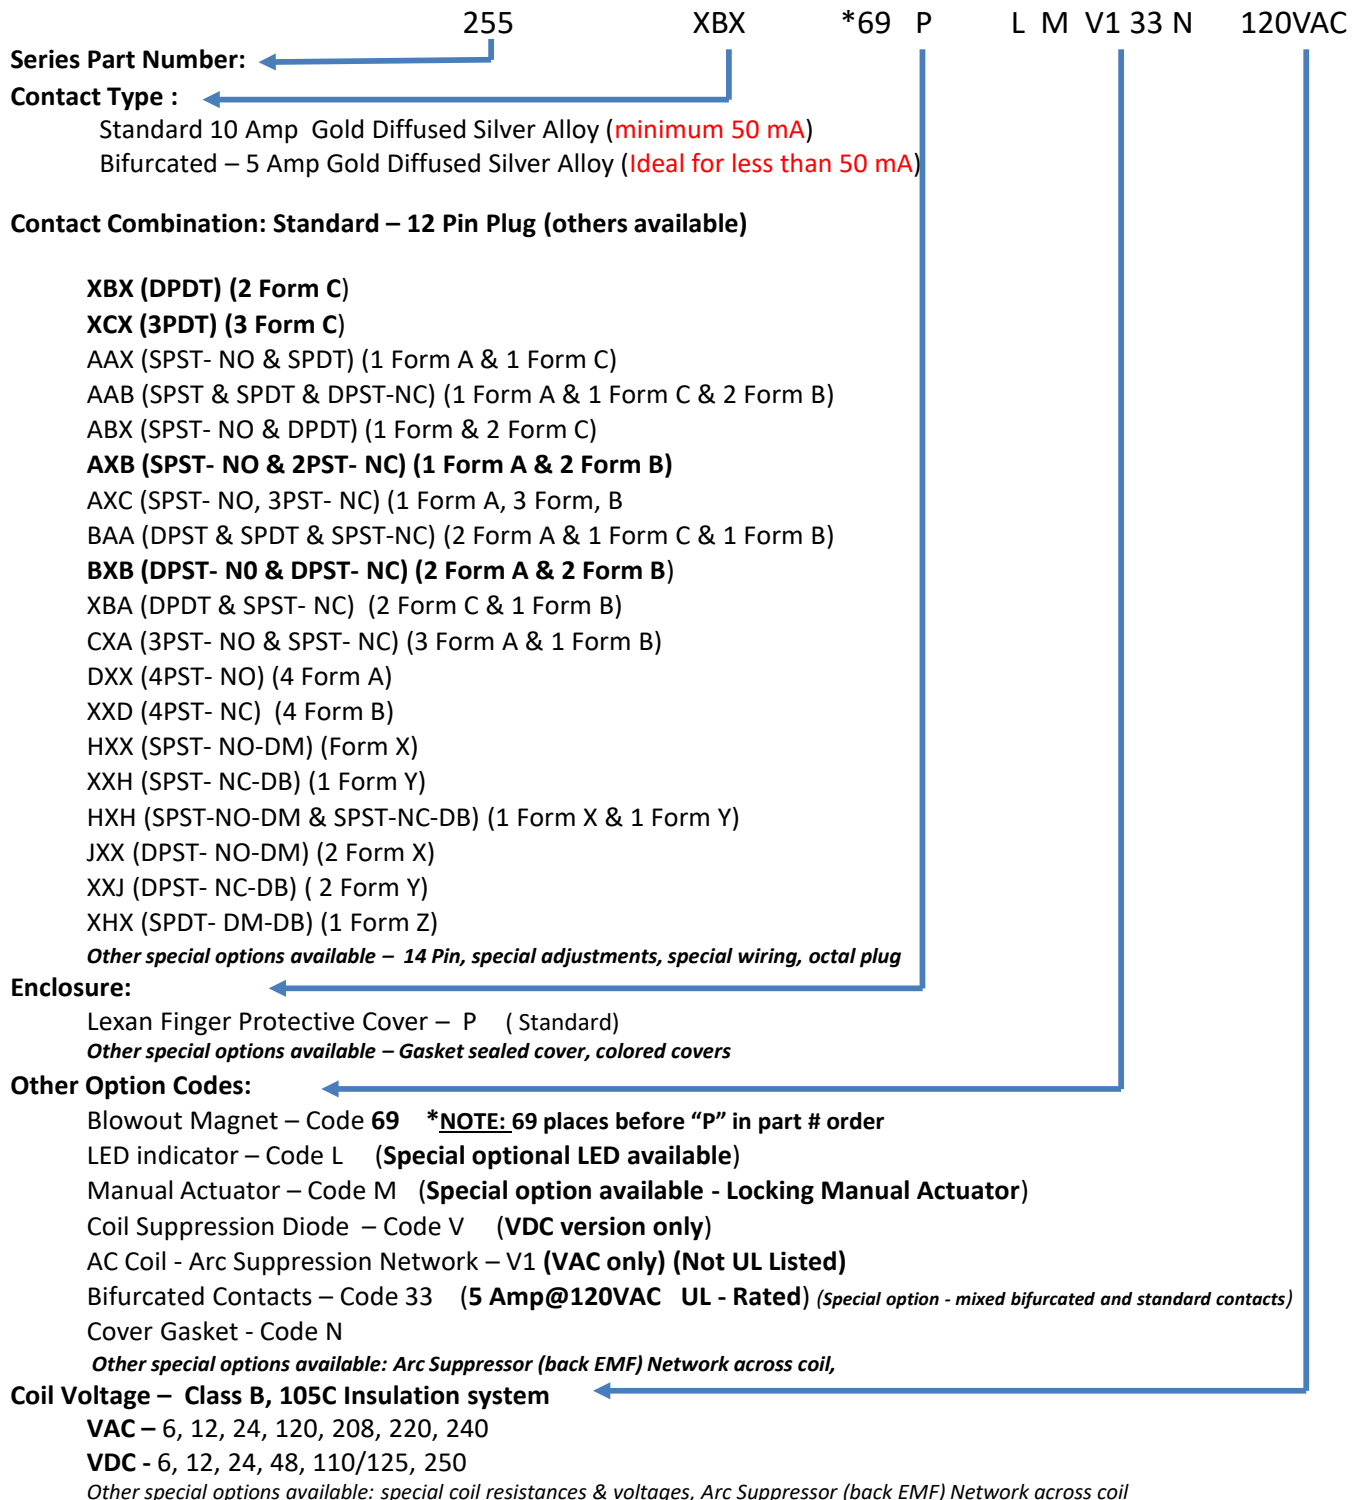 255 XBX *69 P L M V1 33 N 120VAC
Series Part Number:
Contact Type :
Standard 10 Amp Gold Diffused Silver Alloy (minimum 50 mA)
Bifurcated – 5 Amp Gold Diffused Silver Alloy (Ideal for less than 50 mA)
Contact Combination: Standard – 12 Pin Plug (others available)
XBX (DPDT) (2 Form C)
XCX (3PDT) (3 Form C)
AAX (SPST- NO & SPDT) (1 Form A & 1 Form C)
AAB (SPST & SPDT & DPST-NC) (1 Form A & 1 Form C & 2 Form B)
ABX (SPST- NO & DPDT) (1 Form & 2 Form C)
AXB (SPST- NO & 2PST- NC) (1 Form A & 2 Form B)
AXC (SPST- NO, 3PST- NC) (1 Form A, 3 Form, B
BAA (DPST & SPDT & SPST-NC) (2 Form A & 1 Form C & 1 Form B)
BXB (DPST- N0 & DPST- NC) (2 Form A & 2 Form B)
XBA (DPDT & SPST- NC) (2 Form C & 1 Form B)
CXA (3PST- NO & SPST- NC) (3 Form A & 1 Form B)
DXX (4PST- NO) (4 Form A)
XXD (4PST- NC) (4 Form B)
HXX (SPST- NO-DM) (Form X)
XXH (SPST- NC-DB) (1 Form Y)
HXH (SPST-NO-DM & SPST-NC-DB) (1 Form X & 1 Form Y)
JXX (DPST- NO-DM) (2 Form X)
XXJ (DPST- NC-DB) ( 2 Form Y)
XHX (SPDT- DM-DB) (1 Form Z)
Other special options available – 14 Pin, special adjustments, special wiring, octal plug
Enclosure:
Lexan Finger Protective Cover – P ( Standard)
Other special options available – Gasket sealed cover, colored covers
Other Option Codes:
Blowout Magnet – Code 69 *NOTE: 69 places before “P” in part # order
LED indicator – Code L (Special optional LED available)
Manual Actuator – Code M (Special option available - Locking Manual Actuator)
Coil Suppression Diode – Code V (VDC version only)
AC Coil - Arc Suppression Network – V1 (VAC only) (Not UL Listed)
Bifurcated Contacts – Code 33 (5 Amp@120VAC UL - Rated) (Special option - mixed bifurcated and standard contacts)
Cover Gasket - Code N
Other special options available: Arc Suppressor (back EMF) Network across coil,
Coil Voltage – Class B, 105C Insulation system
VAC – 6, 12, 24, 120, 208, 220, 240
VDC - 6, 12, 24, 48, 110/125, 250
Other special options available: special coil resistances & voltages, Arc Suppressor (back EMF) Network across coil